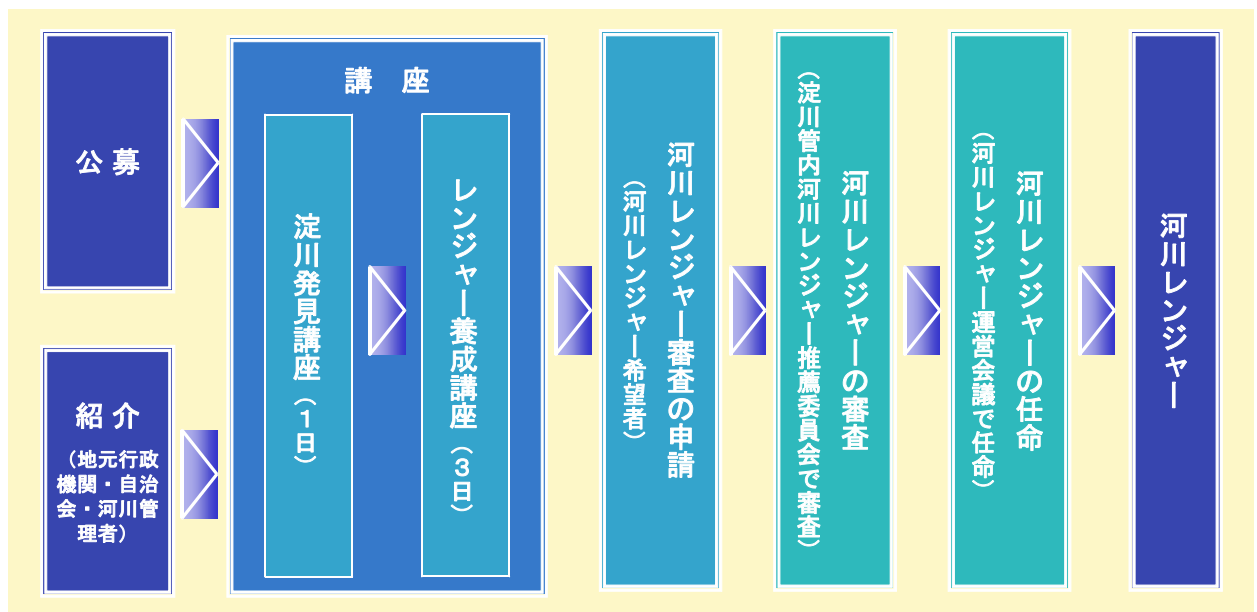 公募
紹介
（地元行政
機関・自治
会・河川管
理者）
講　座
淀川発見講座（１日）
レンジャー養成講座（３日）
河川レンジャー審査の申請
（河川レンジャー希望者）
河川レンジャーの審査
（淀川管内河川レンジャー推薦委員会で審査）
河川レンジャーの任命
（河川レンジャー運営会議で任命）
河川レンジャー